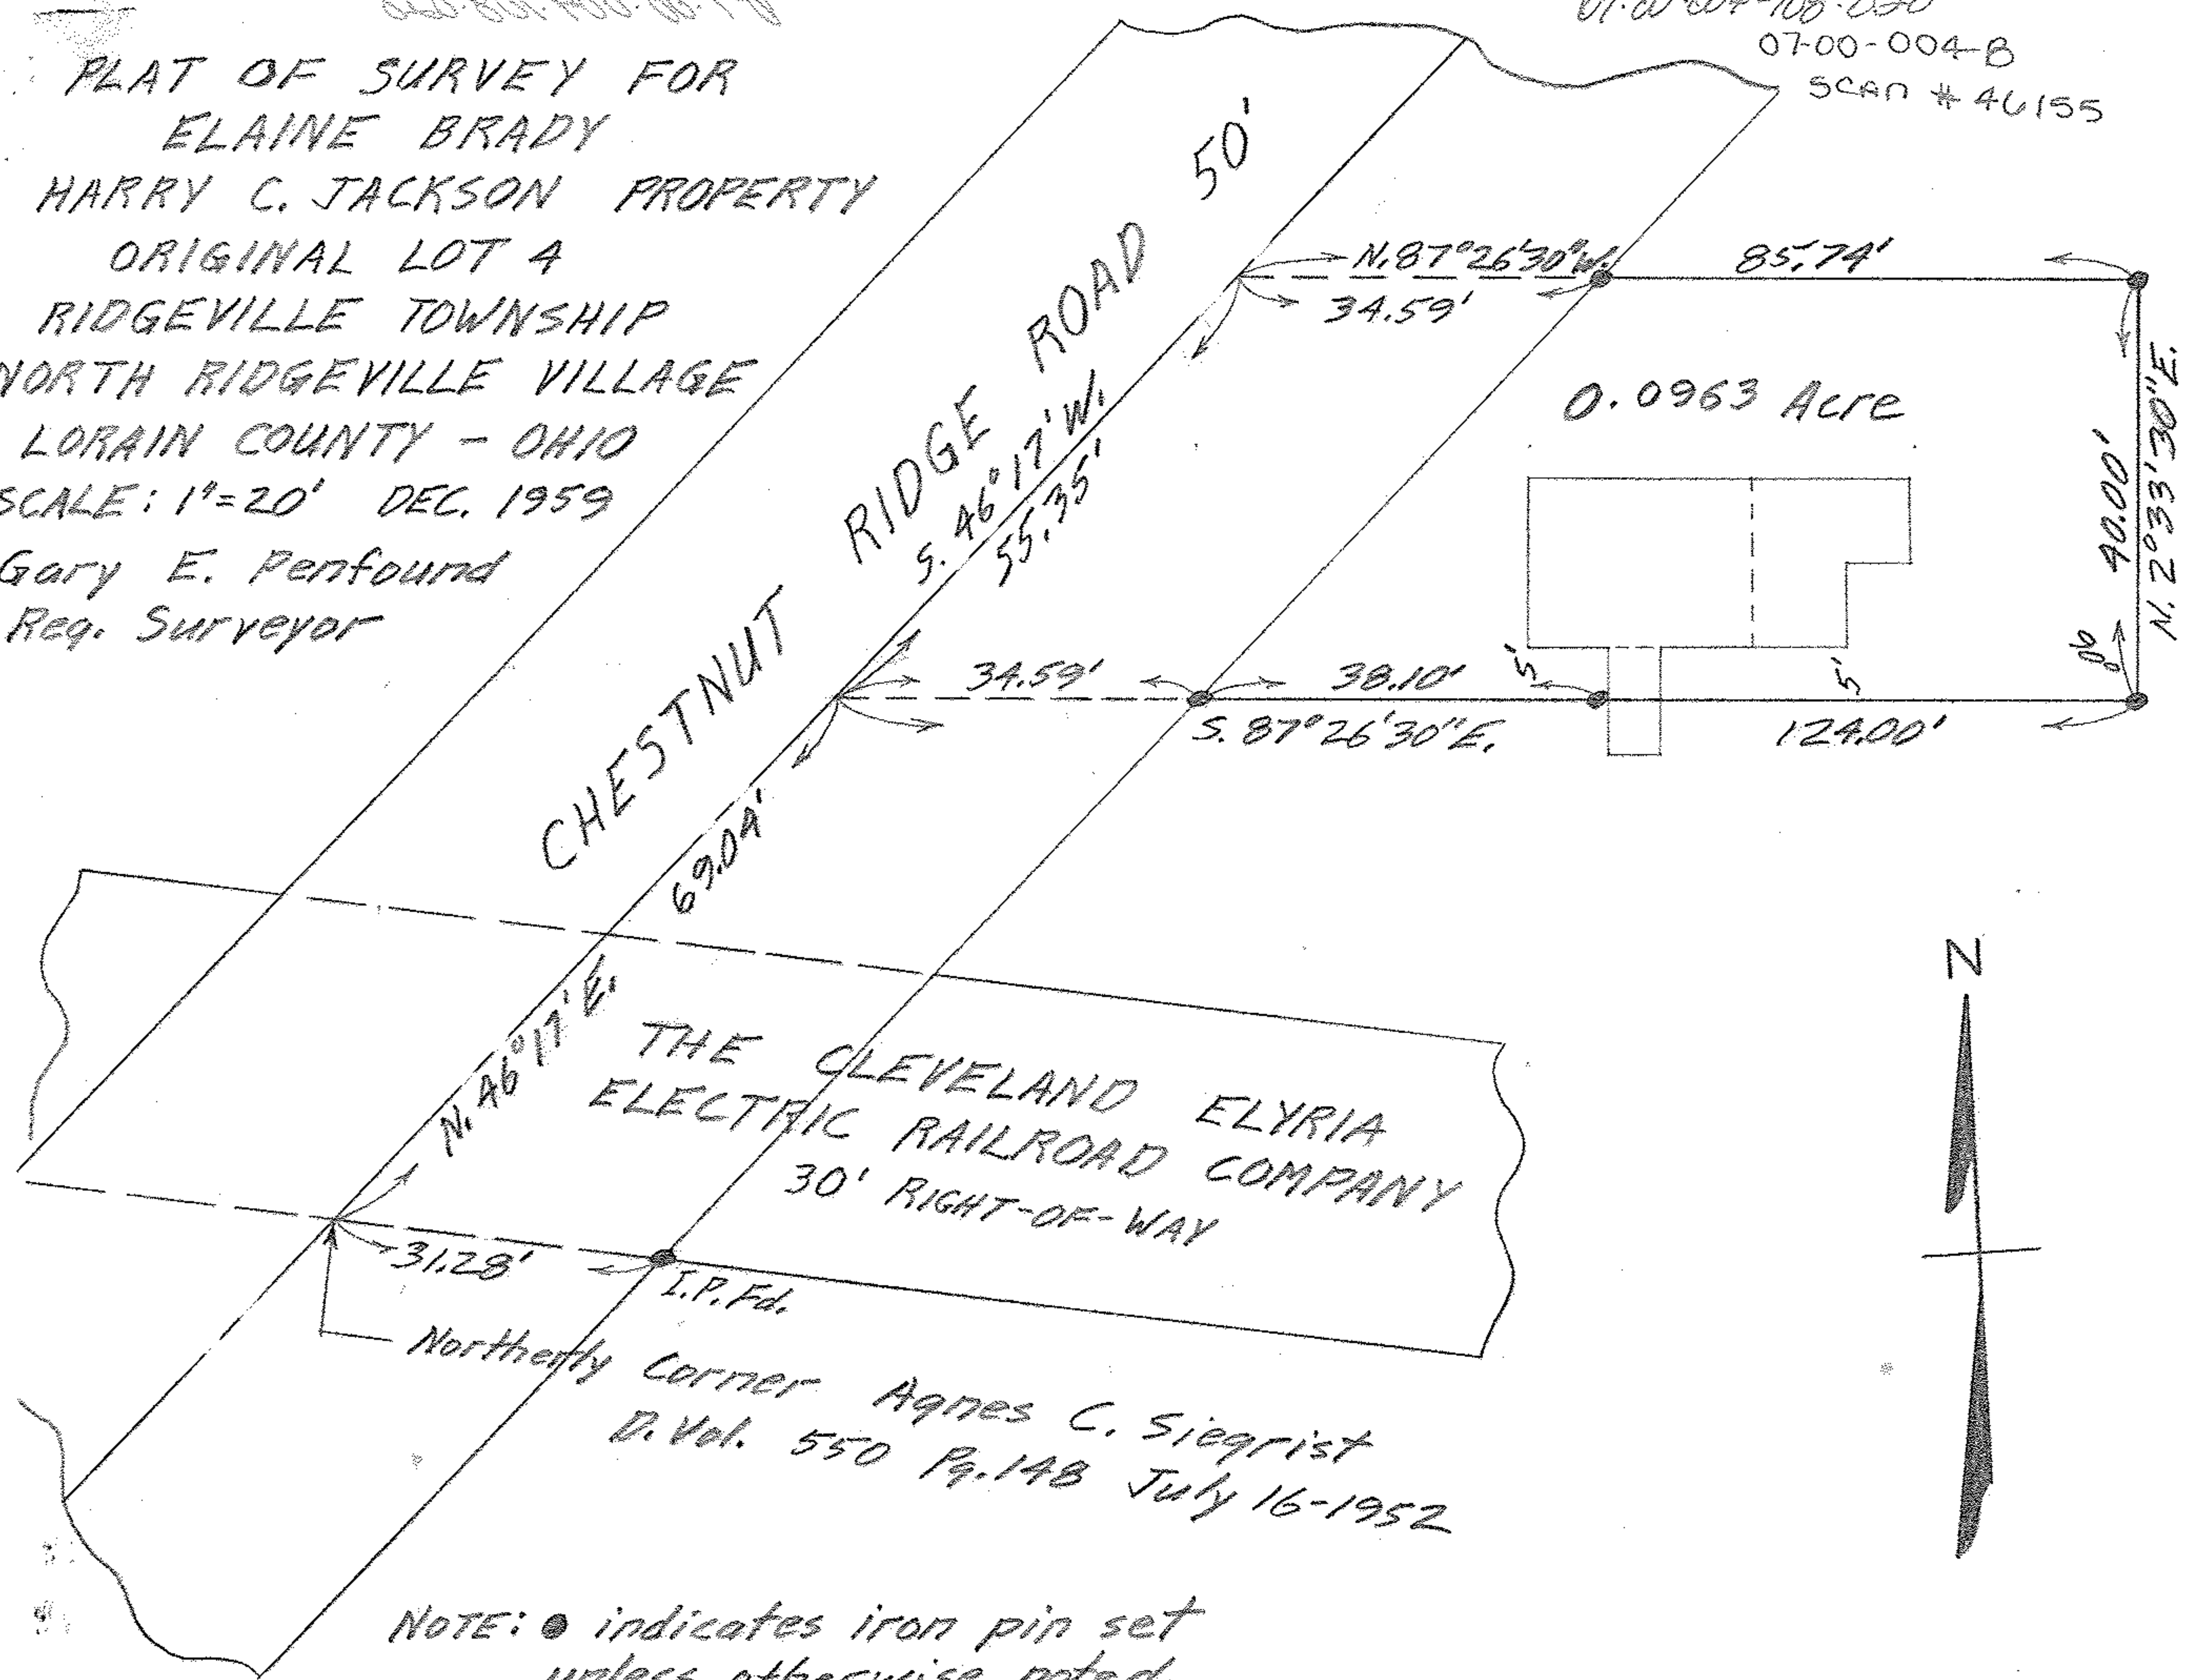 PLAT OF SURVEY FOR
ELAINE BRADY
HARRY C. JACKSON PROPERTY
ORIGINAL LOT 4
RIDGEVILLE TOWNSHIP
NORTH RIDGEVILLE VILLAGE
LORAIN COUNTY - OHIO
SCALE: 1"=20' DEC. 1959
Gary E. Penfound
Reg. Surveyor
07-00-004-B
SCAN # 46155
CHESTNUT RIDGE ROAD 50'
S. 46°17' W.
55.35'
N. 87°26'30" W.
34.59'
85.74'
0.0963 Acre
40.00'
N. 2°33'30" E.
90°
34.59'
38.10'
5'
5'
S. 87°26'30" E.
124.00'
69.04'
N. 46°17' E.
THE CLEVELAND ELYRIA
ELECTRIC RAILROAD COMPANY
30' RIGHT-OF-WAY
31.28'
I.P. Fd.
Northerly Corner Agnes C. Siegrist
D. Vol. 550 Pg. 148 July 16-1952
N
NOTE: ● indicates iron pin set
unless otherwise noted